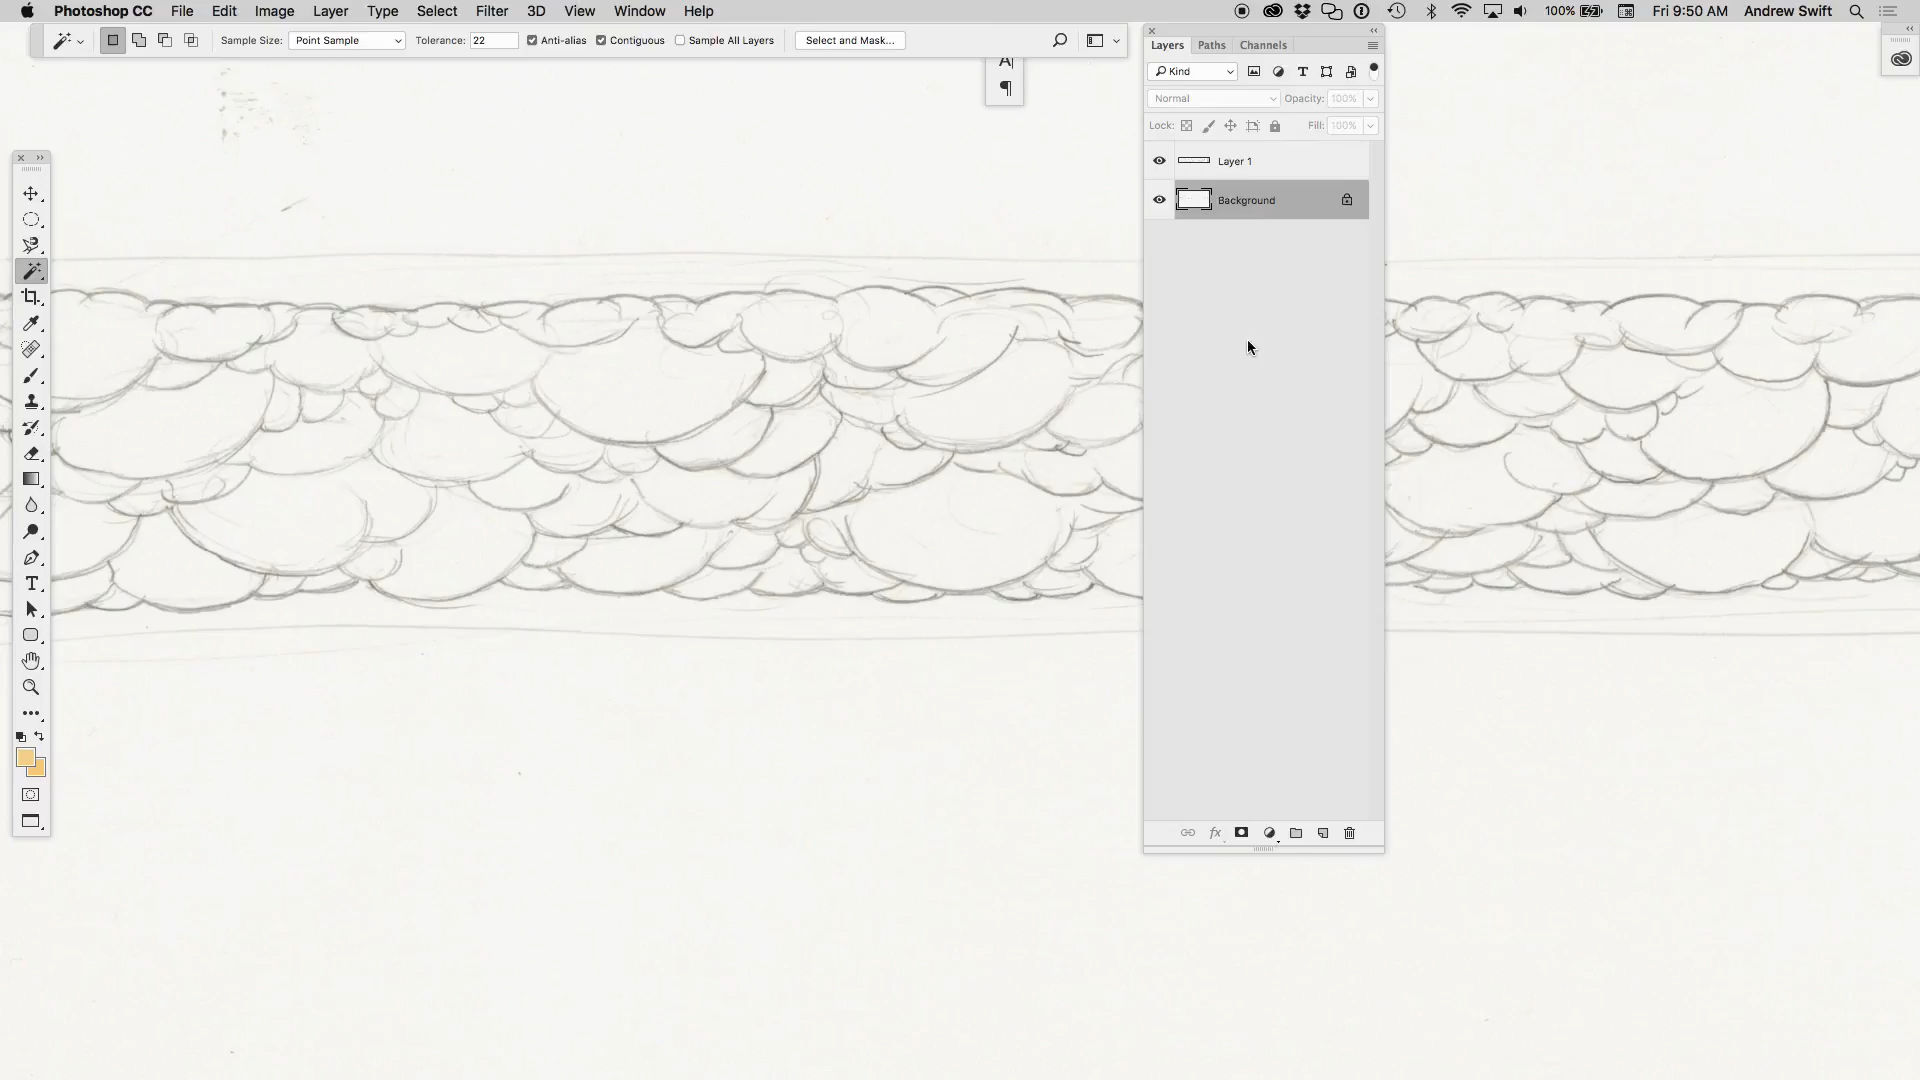 Photoshop CC File Edit Image Layer Type Select Filter 3D View Window Help 100% Fri 9:50 AM Andrew Swift
Sample Size: Point Sample Tolerance: 22 Anti-alias Contiguous Sample All Layers Select and Mask...
Layers Paths Channels
Kind
Normal Opacity: 100%
Lock: Fill: 100%
Layer 1
Background
fx